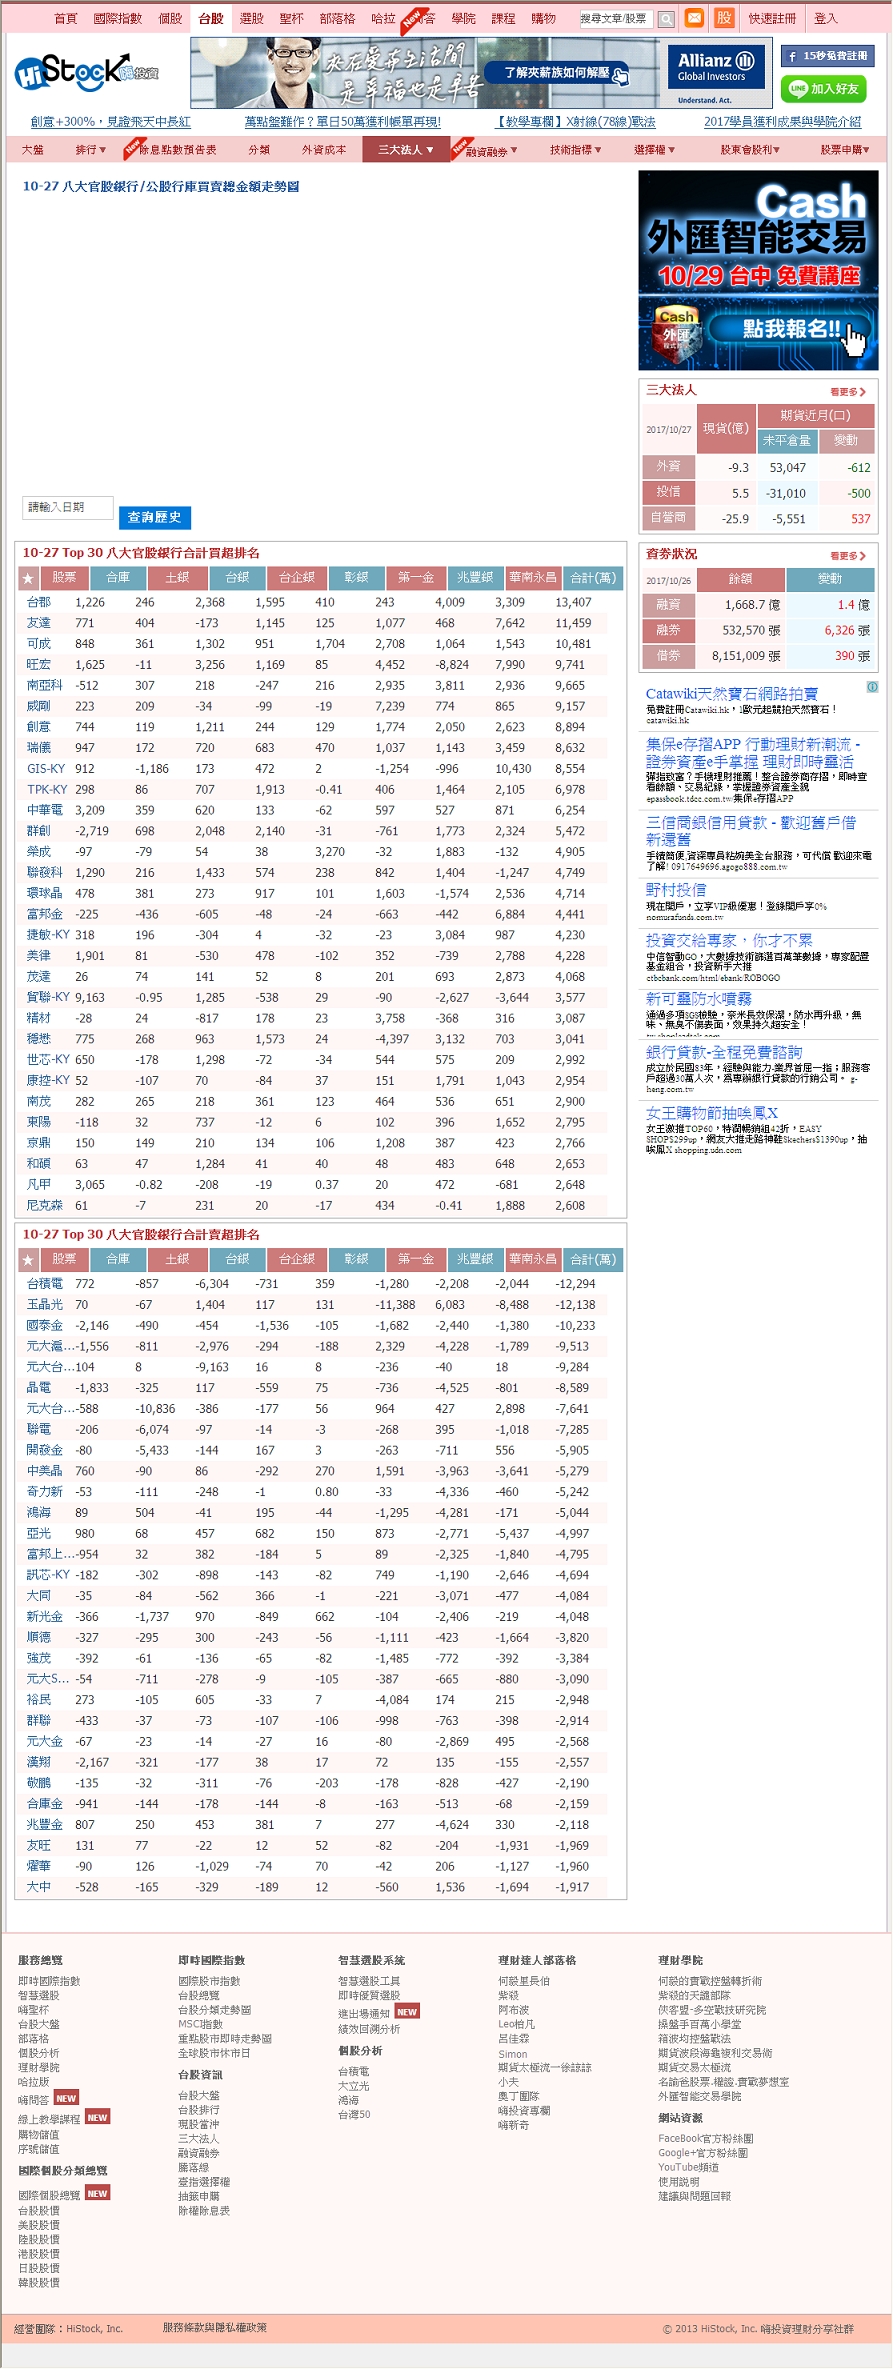 首頁 國際指數 個股 台股 選股 聖杯 部落格 哈拉 New 問答 學院 課程 購物 搜尋文章/股票 股 快速註冊 登入
HiStock 嗨投資
夾在愛與生活間
是幸福也是辛苦
了解夾薪族如何解壓
Allianz
Global Investors
Understand. Act.
f 15秒免費註冊
LINE 加入好友
創意+300%，見證飛天中長紅 萬點盤難作？單日50萬獲利帳單再現! 【教學專欄】X射線(78線)戰法 2017學員獲利成果與學院介紹
大盤 排行▼ New 除息點數預告表 分類 外資成本 三大法人 ▼ New 融資融券 ▼ 技術指標 ▼ 選擇權 ▼ 股東會股利▼ 股票申購▼
10-27 八大官股銀行/公股行庫買賣總金額走勢圖
請輸入日期 查詢歷史
10-27 Top 30 八大官股銀行合計買超排名
★ 股票 合庫 土銀 台銀 台企銀 彰銀 第一金 兆豐銀 華南永昌 合計(萬)
台郡 1,226 246 2,368 1,595 410 243 4,009 3,309 13,407
友達 771 404 -173 1,145 125 1,077 468 7,642 11,459
可成 848 361 1,302 951 1,704 2,708 1,064 1,543 10,481
旺宏 1,625 -11 3,256 1,169 85 4,452 -8,824 7,990 9,741
南亞科 -512 307 218 -247 216 2,935 3,811 2,936 9,665
威剛 223 209 -34 -99 -19 7,239 774 865 9,157
創意 744 119 1,211 244 129 1,774 2,050 2,623 8,894
瑞儀 947 172 720 683 470 1,037 1,143 3,459 8,632
GIS-KY 912 -1,186 173 472 2 -1,254 -996 10,430 8,554
TPK-KY 298 86 707 1,913 -0.41 406 1,464 2,105 6,978
中華電 3,209 359 620 133 -62 597 527 871 6,254
群創 -2,719 698 2,048 2,140 -31 -761 1,773 2,324 5,472
榮成 -97 -79 54 38 3,270 -32 1,883 -132 4,905
聯發科 1,290 216 1,433 574 238 842 1,404 -1,247 4,749
環球晶 478 381 273 917 101 1,603 -1,574 2,536 4,714
富邦金 -225 -436 -605 -48 -24 -663 -442 6,884 4,441
捷敏-KY 318 196 -304 4 -32 -23 3,084 987 4,230
美律 1,901 81 -530 478 -102 352 -739 2,788 4,228
茂達 26 74 141 52 8 201 693 2,873 4,068
貿聯-KY 9,163 -0.95 1,285 -538 29 -90 -2,627 -3,644 3,577
精材 -28 24 -817 178 23 3,758 -368 316 3,087
穩懋 775 268 963 1,573 24 -4,397 3,132 703 3,041
世芯-KY 650 -178 1,298 -72 -34 544 575 209 2,992
康控-KY 52 -107 70 -84 37 151 1,791 1,043 2,954
南茂 282 265 218 361 123 464 536 651 2,900
東陽 -118 32 737 -12 6 102 396 1,652 2,795
京鼎 150 149 210 134 106 1,208 387 423 2,766
和碩 63 47 1,284 41 40 48 483 648 2,653
凡甲 3,065 -0.82 -208 -19 0.37 20 472 -681 2,648
尼克森 61 -7 231 20 -17 434 -0.41 1,888 2,608
10-27 Top 30 八大官股銀行合計賣超排名
★ 股票 合庫 土銀 台銀 台企銀 彰銀 第一金 兆豐銀 華南永昌 合計(萬)
台積電 772 -857 -6,304 -731 359 -1,280 -2,208 -2,044 -12,294
玉晶光 70 -67 1,404 117 131 -11,388 6,083 -8,488 -12,138
國泰金 -2,146 -490 -454 -1,536 -105 -1,682 -2,440 -1,380 -10,233
元大滬...-1,556 -811 -2,976 -294 -188 2,329 -4,228 -1,789 -9,513
元大台...104 8 -9,163 16 8 -236 -40 18 -9,284
晶電 -1,833 -325 117 -559 75 -736 -4,525 -801 -8,589
元大台...-588 -10,836 -386 -177 56 964 427 2,898 -7,641
聯電 -206 -6,074 -97 -14 -3 -268 395 -1,018 -7,285
開發金 -80 -5,433 -144 167 3 -263 -711 556 -5,905
中美晶 760 -90 86 -292 270 1,591 -3,963 -3,641 -5,279
奇力新 -53 -111 -248 -1 0.80 -33 -4,336 -460 -5,242
鴻海 89 504 -41 195 -44 -1,295 -4,281 -171 -5,044
亞光 980 68 457 682 150 873 -2,771 -5,437 -4,997
富邦上...-954 32 382 -184 5 89 -2,325 -1,840 -4,795
訊芯-KY -182 -302 -898 -143 -82 749 -1,190 -2,646 -4,694
大同 -35 -84 -562 366 -1 -221 -3,071 -477 -4,084
新光金 -366 -1,737 970 -849 662 -104 -2,406 -219 -4,048
順德 -327 -295 300 -243 -56 -1,111 -423 -1,664 -3,820
強茂 -392 -61 -136 -65 -82 -1,485 -772 -392 -3,384
元大S... -54 -711 -278 -9 -105 -387 -665 -880 -3,090
裕民 273 -105 605 -33 7 -4,084 174 215 -2,948
群聯 -433 -37 -73 -107 -106 -998 -763 -398 -2,914
元大金 -67 -23 -14 -27 16 -80 -2,869 495 -2,568
漢翔 -2,167 -321 -177 38 17 72 135 -155 -2,557
敬鵬 -135 -32 -311 -76 -203 -178 -828 -427 -2,190
合庫金 -941 -144 -178 -144 -8 -163 -513 -68 -2,159
兆豐金 807 250 453 381 7 277 -4,624 330 -2,118
友旺 131 77 -22 12 52 -82 -204 -1,931 -1,969
燿華 -90 126 -1,029 -74 70 -42 206 -1,127 -1,960
大中 -528 -165 -329 -189 12 -560 1,536 -1,694 -1,917
Cash
外匯智能交易
10/29 台中 免費講座
Cash 外匯 點我報名!!
三大法人 看更多
2017/10/27 現貨(億) 期貨近月(口)
未平倉量 變動
外資 -9.3 53,047 -612
投信 5.5 -31,010 -500
自營商 -25.9 -5,551 537
資券狀況 看更多
2017/10/26 餘額 變動
融資 1,668.7 億 1.4 億
融券 532,570 張 6,326 張
借券 8,151,009 張 390 張
Catawiki天然寶石網路拍賣
免費註冊Catawiki.hk，1歐元起競拍天然寶石！
catawiki.hk
集保e存摺APP 行動理財新潮流 -
證券資產e手掌握 理財即時靈活
彈指致富？手機理財推薦！整合證券商存摺，即時查
看餘額、交易紀錄，掌握證券資產全貌
epassbook.tdcc.com.tw/集保e存摺APP
三信商銀信用貸款 - 歡迎舊戶借
新還舊
手續簡便,資深專員粘婉美全台服務，可代償 歡迎來電
了解! 0917649696.agogo888.com.tw
野村投信
現在開戶，立享VIP級優惠！登錄開戶享0%
nomurafunds.com.tw
投資交給專家，你才不累
中信智動GO，大數據技術篩選百萬筆數據，專家配置
基金組合，投資新手大推
ctbcbank.com/html/ebank/ROBOGO
新可靈防水噴霧
通過多項SGS檢驗，奈米長效保濕，防水再升級，無
味、無臭不傷表面，效果持久超安全！
銀行貸款-全程免費諮詢
成立於民國83年，經驗與能力-業界首屈一指；服務客
戶超過30萬人次，為專辦銀行貸款的行銷公司。 g-
heng.com.tw
女王購物節抽唉鳳X
女王激推TOP60，特潤暢銷組42折，EASY
SHOP$299up，網友大推走路神鞋Skechers$1390up，抽
唉鳳X shopping.udn.com
服務總覽
即時國際指數
智慧選股
嗨聖杯
台股大盤
部落格
個股分析
理財學院
哈拉版
嗨問答 NEW
線上教學課程 NEW
購物儲值
序號儲值
國際個股分類總覽
國際個股總覽 NEW
台股股價
美股股價
陸股股價
港股股價
日股股價
韓股股價
即時國際指數
國際股市指數
台股總覽
台股分類走勢圖
MSCI指數
重點股市即時走勢圖
全球股市休市日
台股資訊
台股大盤
台股排行
現股當沖
三大法人
融資融券
騰落線
臺指選擇權
抽籤申購
除權除息表
智慧選股系統
智慧選股工具
即時優質選股
進出場通知 NEW
績效回溯分析
個股分析
台積電
大立光
鴻海
台灣50
理財達人部落格
何毅里長伯
紫殺
阿布波
Leo柏凡
呂佳霖
Simon
期貨太極流一徐諒諒
小夫
奧丁團隊
嗨投資專欄
嗨新奇
理財學院
何毅的實戰控盤轉折術
紫殺的天譴部隊
俠客盟-多空戰技研究院
操盤手百萬小學堂
箱波均控盤戰法
期貨波段海龜複利交易術
期貨交易太極流
名諭爸股票.權證.實戰夢想室
外匯智能交易學院
網站資源
FaceBook官方粉絲團
Google+官方粉絲團
YouTube頻道
使用說明
建議與問題回報
經營團隊：HiStock, Inc. 服務條款與隱私權政策 © 2013 HiStock, Inc. 嗨投資理財分享社群